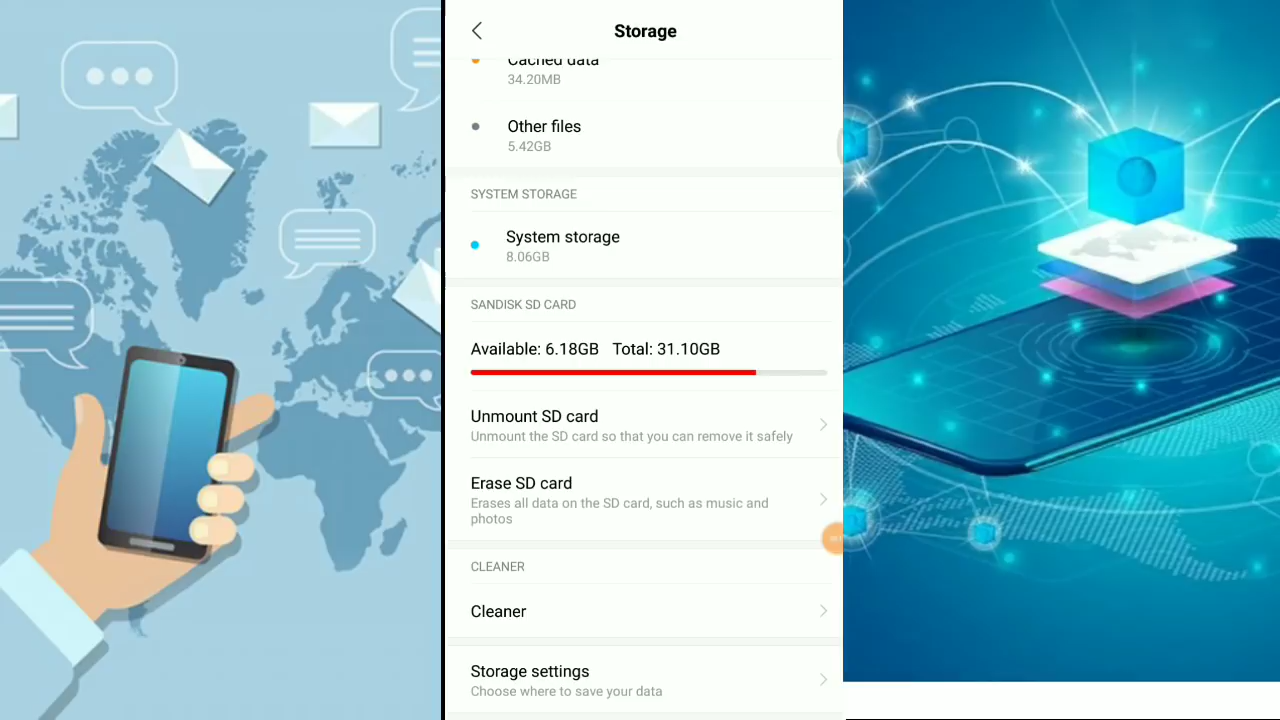 Storage
Cached data
34.20MB
Other files
5.42GB
SYSTEM STORAGE
System storage
8.06GB
SANDISK SD CARD
Available: 6.18GB Total: 31.10GB
Unmount SD card
Unmount the SD card so that you can remove it safely
Erase SD card
Erases all data on the SD card, such as music and
photos
CLEANER
Cleaner
Storage settings
Choose where to save your data